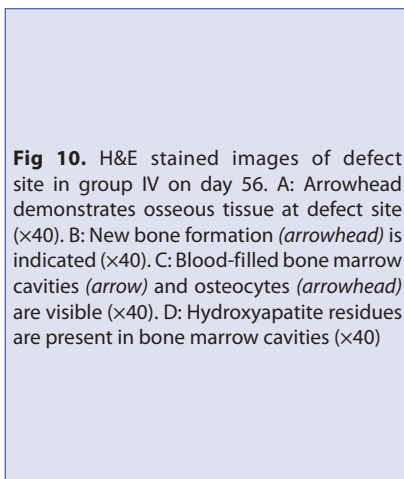 Fig 10. H&E stained images of defect
site in group IV on day 56. A: Arrowhead
demonstrates osseous tissue at defect site
(×40). B: New bone formation (arrowhead) is
indicated (×40). C: Blood-filled bone marrow
cavities (arrow) and osteocytes (arrowhead)
are visible (×40). D: Hydroxyapatite residues
are present in bone marrow cavities (×40)